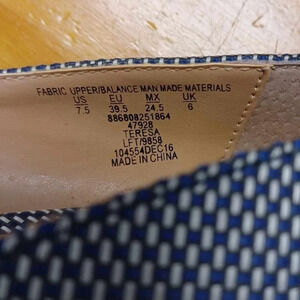 FABRIC UPPER/BALANCE MAN MADE MATERIALS
US EU MX UK
7.5 39.5 24.5 6
886808251864
47928
TERESA
LFT/9858
104554DEC16
MADE IN CHINA